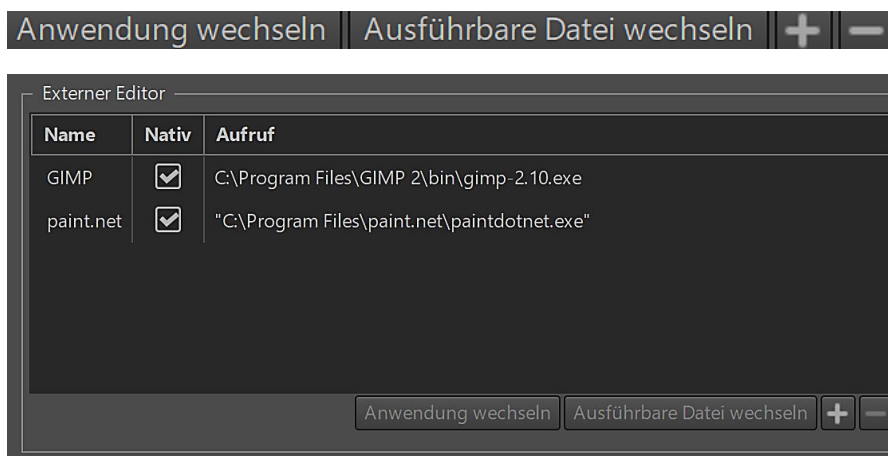 Anwendung wechseln Ausführbare Datei wechseln
Externer Editor
Name Nativ Aufruf
GIMP C:\Program Files\GIMP 2\bin\gimp-2.10.exe
paint.net "C:\Program Files\paint.net\paintdotnet.exe"
Anwendung wechseln Ausführbare Datei wechseln